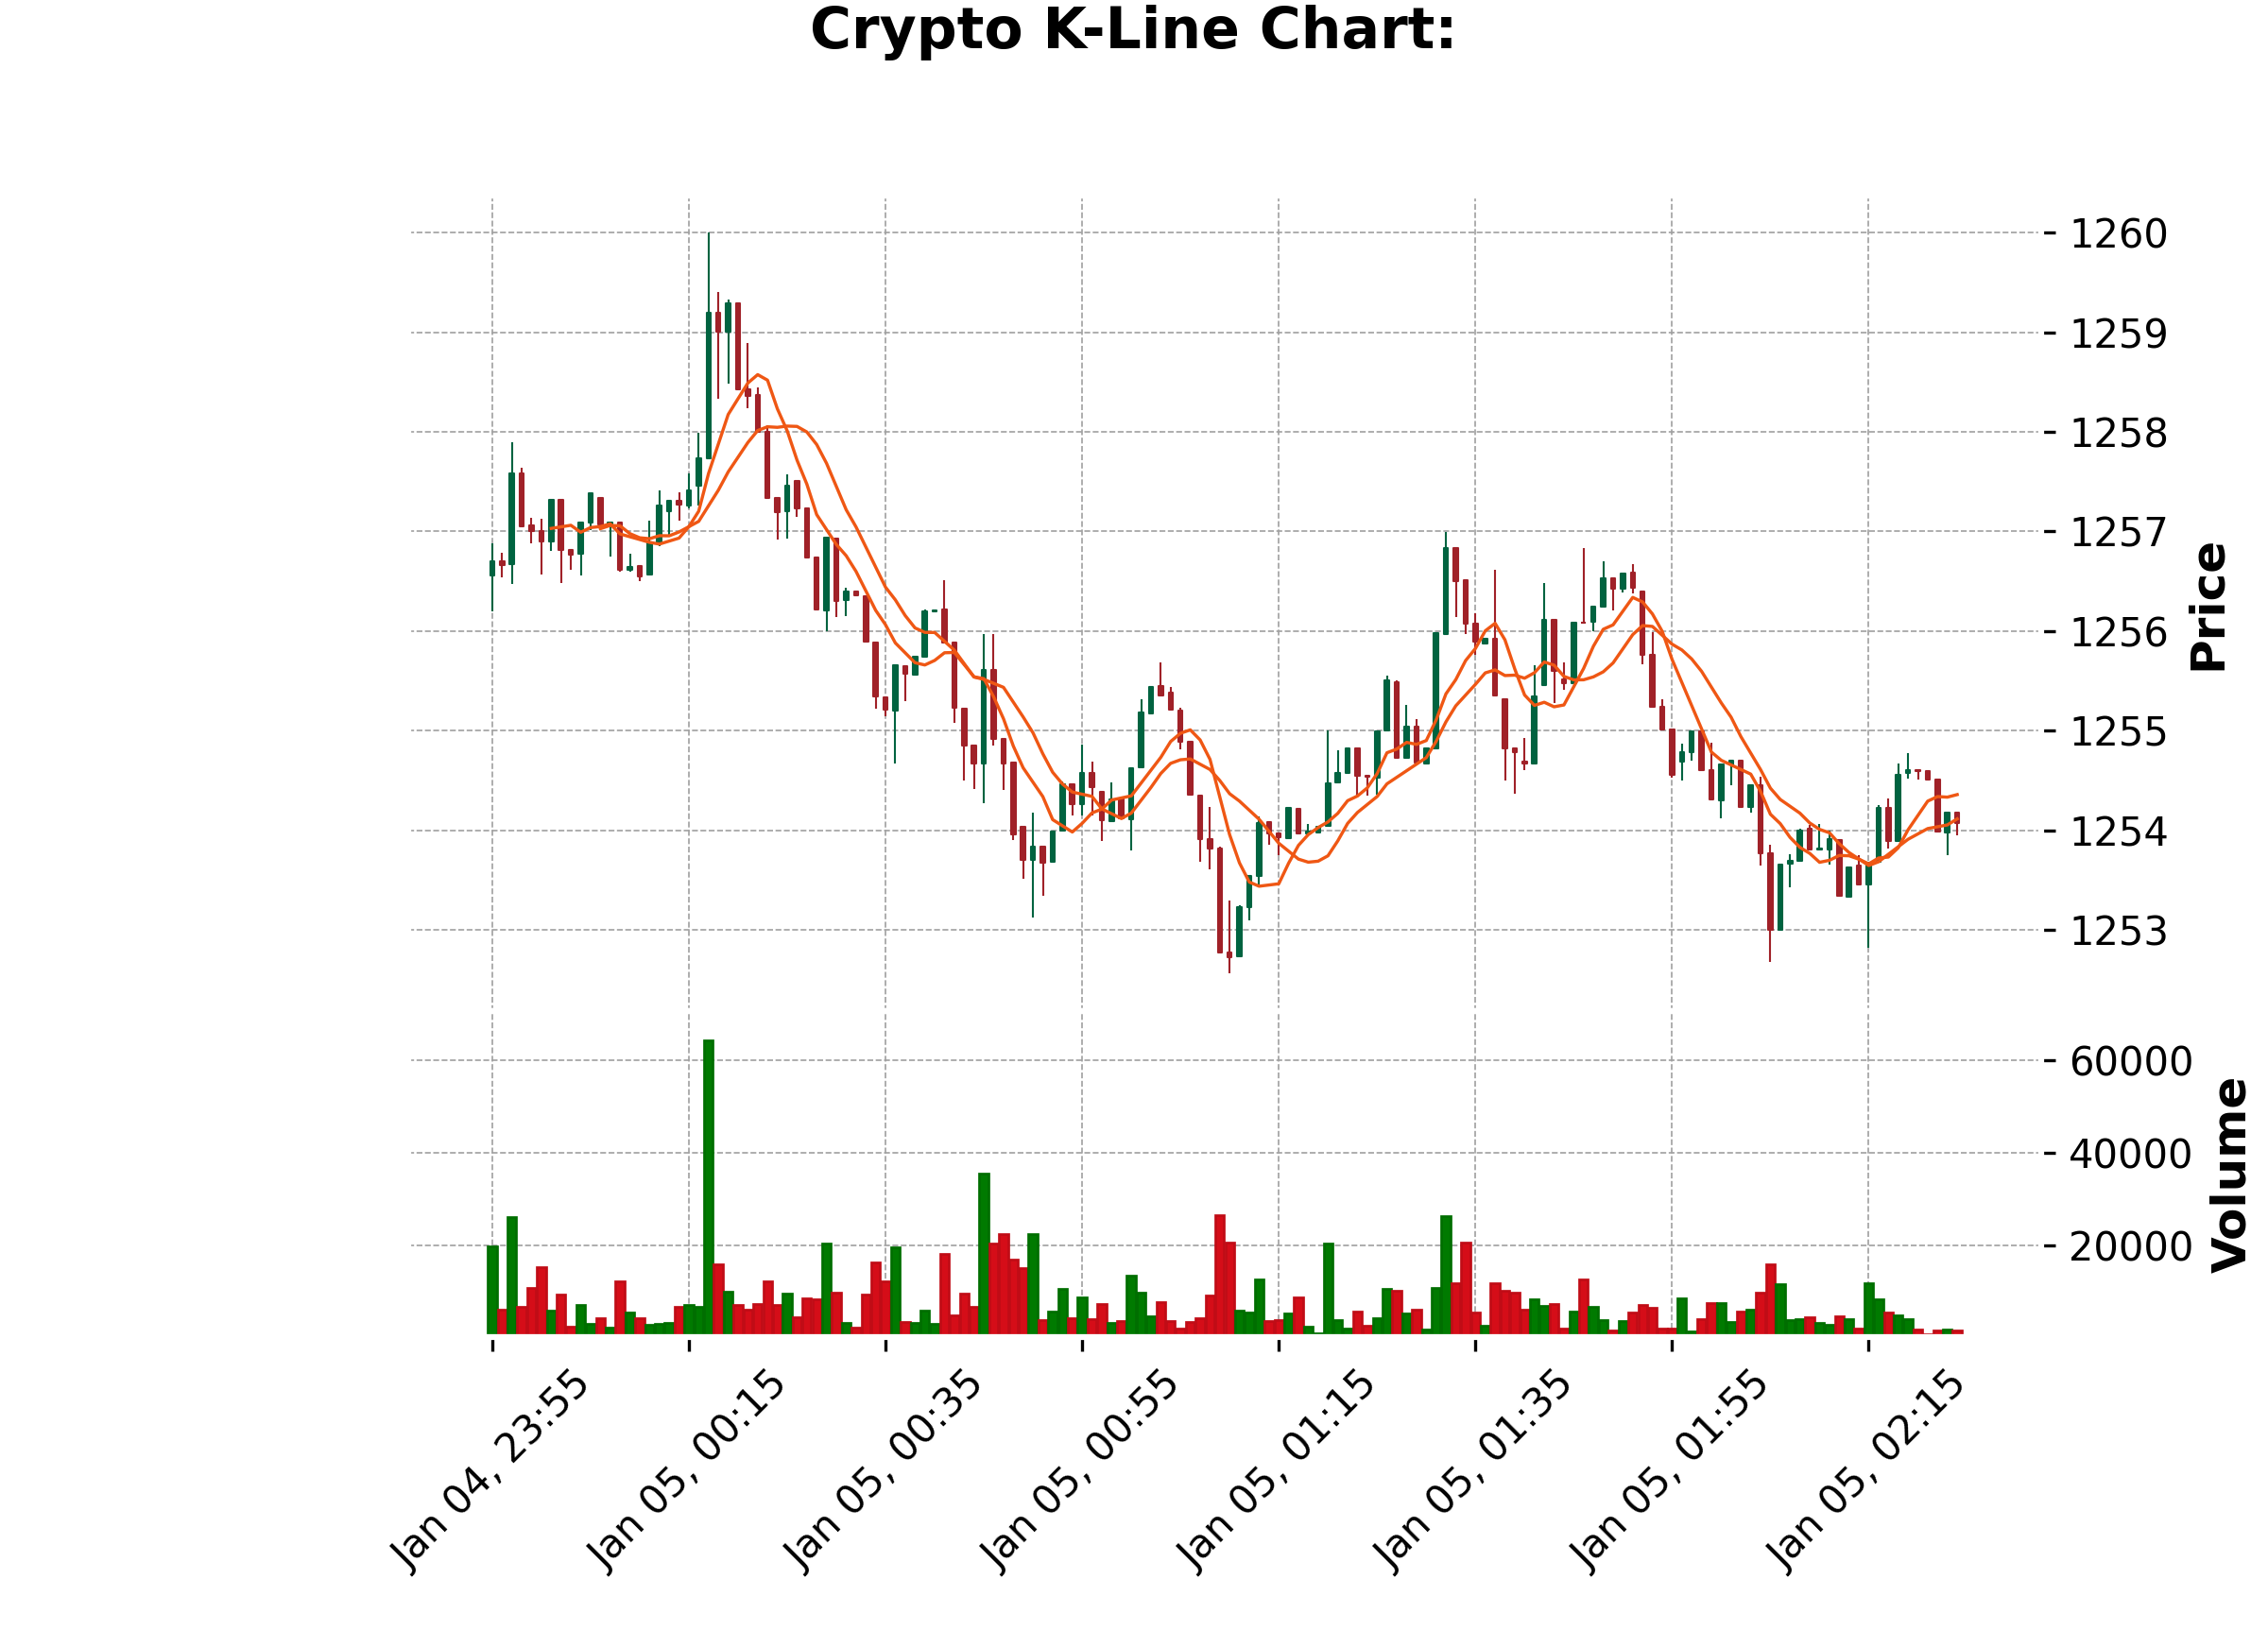 Crypto K-Line Chart:
1260
1259
1258
1257
1256
1255
1254
1253
Price
60000
40000
20000
Volume
Jan 04, 23:55
Jan 05, 00:15
Jan 05, 00:35
Jan 05, 00:55
Jan 05, 01:15
Jan 05, 01:35
Jan 05, 01:55
Jan 05, 02:15